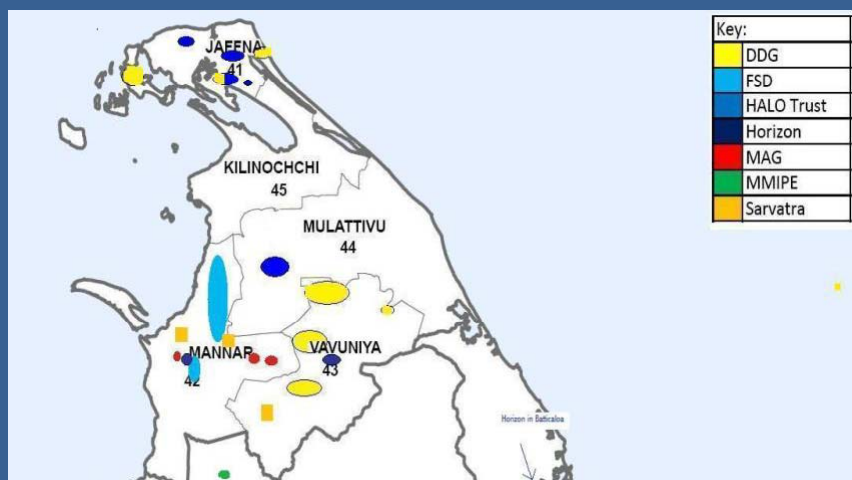 JAFFNA
41
KILINOCHCHI
45
MULATTIVU
44
MANNAR
42
VAVUNIYA
43
Horizon in Batticaloa
Key:
DDG
FSD
HALO Trust
Horizon
MAG
MMIPE
Sarvatra